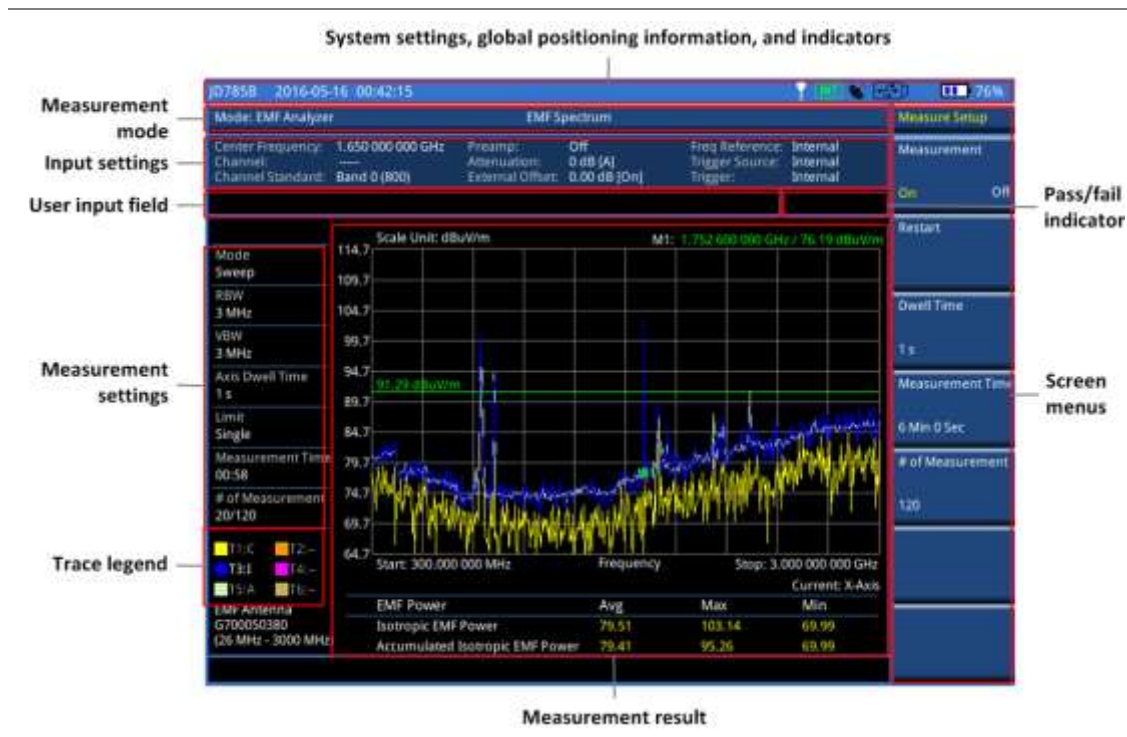 System settings, global positioning information, and indicators
JD785B 2016-05-16 00:42:15
76%
Measurement mode
Mode: EMF Analyzer EMF Spectrum
Measure Setup
Input settings
Center Frequency: 1.650 000 000 GHz Preamp: Off Freq Reference: Internal
Channel: ----- Attenuation: 0 dB [A] Trigger Source: Internal
Channel Standard: Band 0 (800) External Offset: 0.00 dB [On] Trigger: Internal
Measurement
On Off
User input field
Pass/fail indicator
Restart
Scale Unit: dBuV/m M1: 1.752 600 000 GHz / 76.19 dBuV/m
Mode
Sweep
RBW
3 MHz
VBW
3 MHz
Measurement settings
Axis Dwell Time
1 s
Limit
Single
Measurement Time
00:58
# of Measurement
20/120
114.7
109.7
104.7
99.7
94.7
91.29 dBuV/m
89.7
84.7
79.7
74.7
69.7
64.7
Dwell Time
1 s
Measurement Time
6 Min 0 Sec
Screen menus
# of Measurement
120
Trace legend
T1:C T2:--
T3:I T4:--
T5:A T6:--
Start: 300.000 000 MHz Frequency Stop: 3.000 000 000 GHz
Current: X-Axis
EMF Antenna
G700050380
(26 MHz - 3000 MHz
EMF Power Avg Max Min
Isotropic EMF Power 79.51 103.14 69.99
Accumulated Isotropic EMF Power 79.41 95.26 69.99
Measurement result